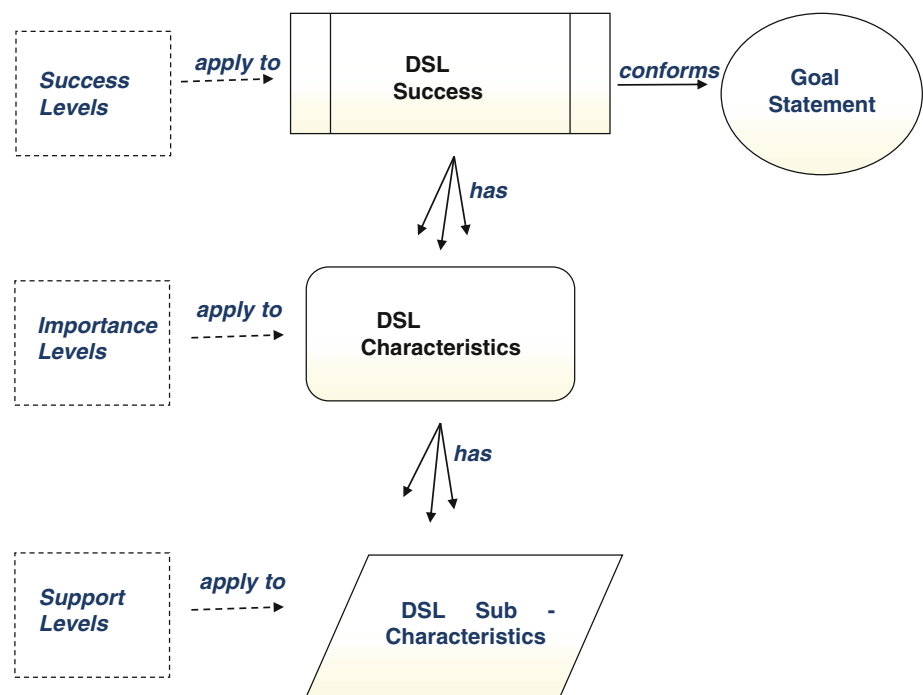 Success
Levels
apply to
DSL
Success
conforms
Goal
Statement
has
Importance
Levels
apply to
DSL
Characteristics
has
Support
Levels
apply to
DSL Sub -
Characteristics